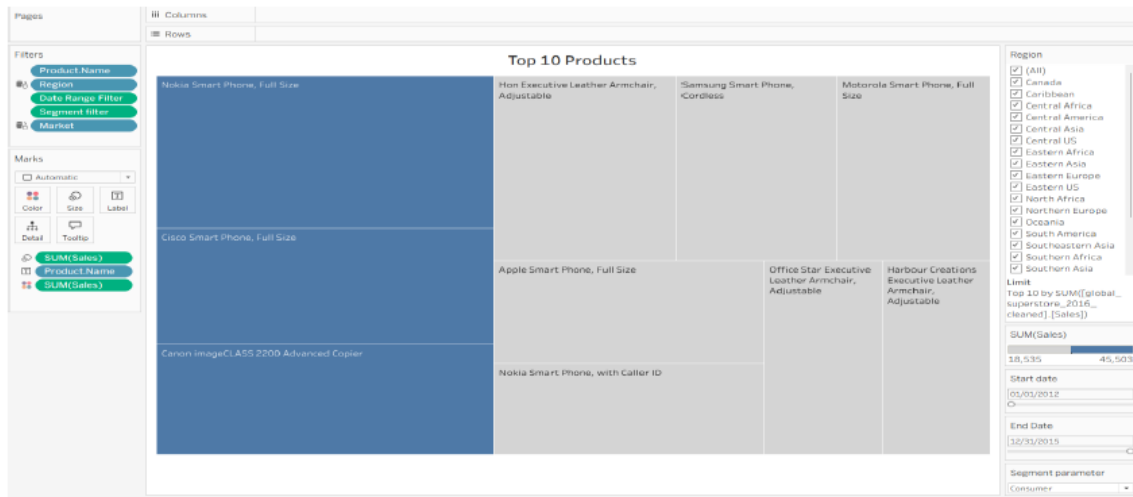 Pages
iii Columns
Rows
Filters
Product.Name
Region
Date Range Filter
Segment filter
Market
Marks
Automatic
Color
Size
Label
Detail
Tooltip
SUM(Sales)
Product.Name
SUM(Sales)
Top 10 Products
Nokia Smart Phone, Full Size
Cisco Smart Phone, Full Size
Canon imageCLASS 2200 Advanced Copier
Hon Executive Leather Armchair,
Adjustable
Samsung Smart Phone,
Cordless
Motorola Smart Phone, Full
Size
Apple Smart Phone, Full Size
Nokia Smart Phone, with Caller ID
Office Star Executive
Leather Armchair,
Adjustable
Harbour Creations
Executive Leather
Armchair,
Adjustable
Region
(All)
Canada
Caribbean
Central Africa
Central America
Central Asia
Central US
Eastern Africa
Eastern Asia
Eastern Europe
Eastern US
North Africa
Northern Europe
Oceania
South America
Southeastern Asia
Southern Africa
Southern Asia
Limit
Top 10 by SUM([global_
superstore_2016_
cleaned].[Sales])
SUM(Sales)
18,535 45,503
Start date
01/01/2012
End Date
12/31/2015
Segment parameter
Consumer